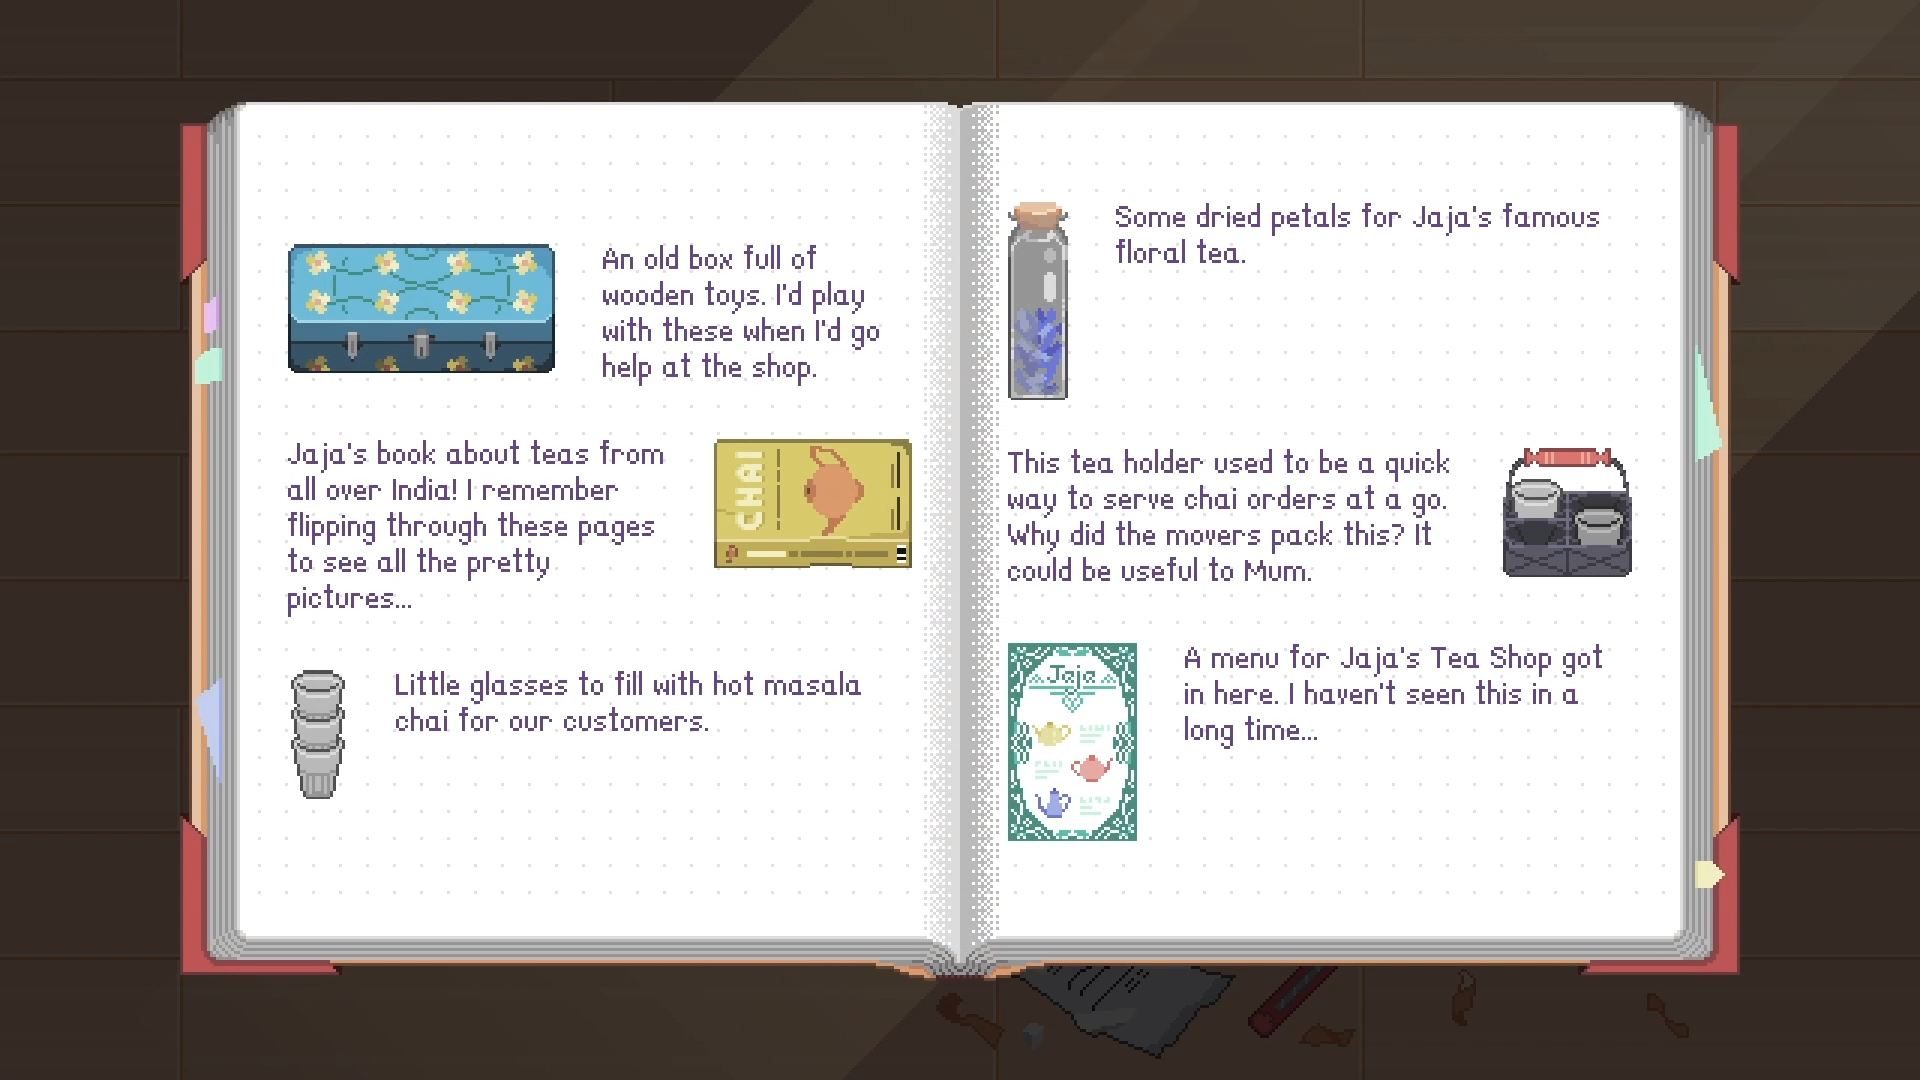 An old box full of
wooden toys. I'd play
with these when I'd go
help at the shop.
Jaja's book about teas from
all over India! I remember
flipping through these pages
to see all the pretty
pictures...
CHAI
Little glasses to fill with hot masala
chai for our customers.
Some dried petals for Jaja's famous
floral tea.
This tea holder used to be a quick
way to serve chai orders at a go.
Why did the movers pack this? It
could be useful to Mum.
Jaja
A menu for Jaja's Tea Shop got
in here. I haven't seen this in a
long time...